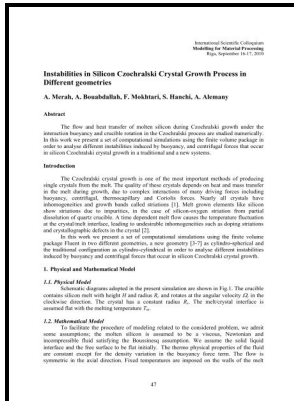 International Scientific Colloquium
Modelling for Material Processing
Riga, September 16-17, 2010
Instabilities in Silicon Czochralski Crystal Growth Process in
Different geometries
A. Merah, A. Bouabdallah, F. Mokhtari, S. Hanchi, A. Alemany
Abstract
The flow and heat transfer of molten silicon during Czochralski Growth under the
interaction buoyancy and crucible rotation in the Czochralski process are studied numerically.
In this work we present a set of computational simulations using the finite volume package in
order to analyse different instabilities induced by buoyancy, and centrifugal forces that occur
in silicon Czochralski crystal growth in a traditional and a new systems.
Introduction
The Czochralski crystal growth is one of the most important methods of producing
single crystals from the melt. The quality of these crystals depends on heat and mass transfer
in the melt during growth, due to complex interactions of many driving forces including
buoyancy, centrifugal, thermocapillary and Coriolis forces. Nearly all crystals have
inhomogeneities and growth bands called striations [1]. Melt grown elements like silicon
show striations due to impurities, in the case of silicon-oxygen striation from partial
dissolution of quartz crucible. A time dependent melt flow causes the temperature fluctuation
at the crystal/melt interface, leading to undesirable inhomogeneities such as doping striations
and crystallographic defects in the crystal [2].
In this work we present a set of computational simulations using the finite volume
package Fluent in two different geometries, a new geometry [3-7] as cylindro-spherical and
the traditional configuration as cylindro-cylindrical in order to analyse different instabilities
induced by buoyancy and centrifugal forces that occur in silicon Czochralski crystal growth.
1. Physical and Mathematical Model
1.1. Physical Model
Schematic diagrams adopted in the present simulation are shown in Fig.1. The crucible
contains silicon melt with height H and radius Rc and rotates at the angular velocity Ωc in the
clockwise direction. The crystal has a constant radius Rs. The melt/crystal interface is
assumed flat with the melting temperature Tm.
1.2. Mathematical Model
To facilitate the procedure of modeling related to the considered problem, we admit
some assumptions; the molten silicon is assumed to be a viscous, Newtonian and
incompressible fluid satisfying the Boussinesq assumption. We assume the solid liquid
interface and the free surface to be flat initially. The thermo physical properties of the fluid
are constant except for the density variation in the buoyancy force term. The flow is
symmetric in the axial direction. Fixed temperatures are imposed on the walls of the melt
47